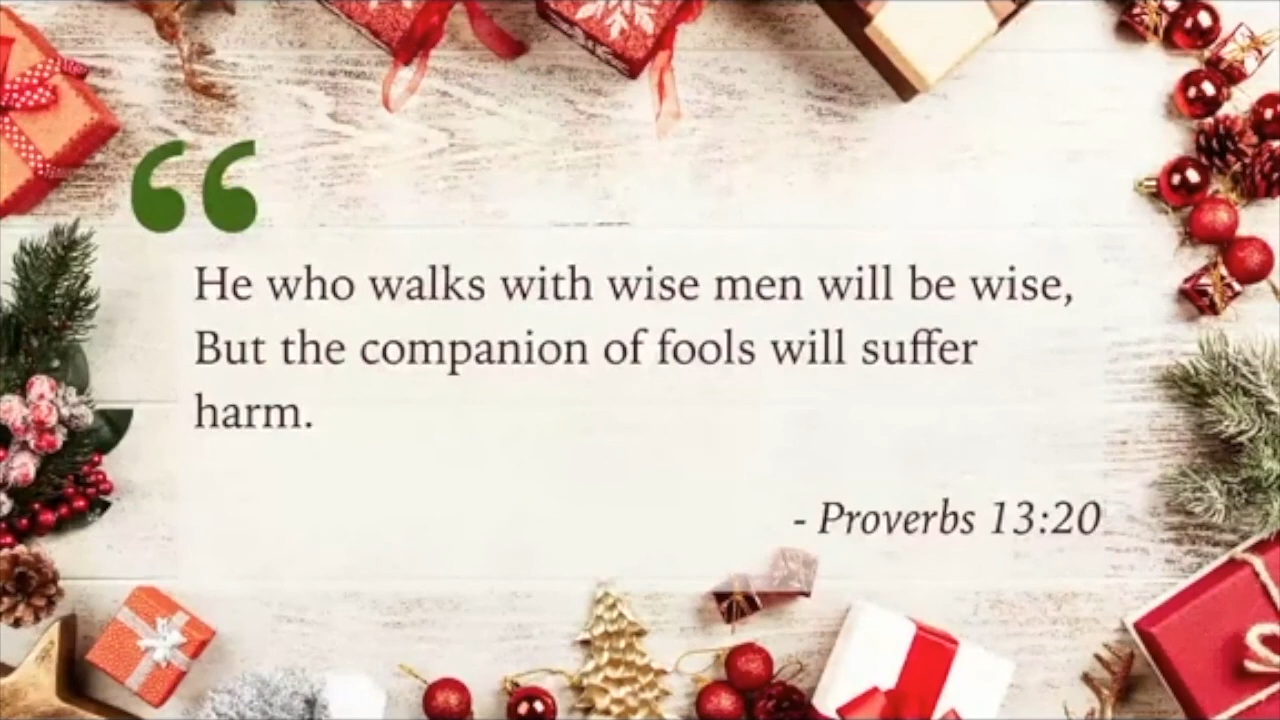 “
He who walks with wise men will be wise,
But the companion of fools will suffer
harm.
- Proverbs 13:20